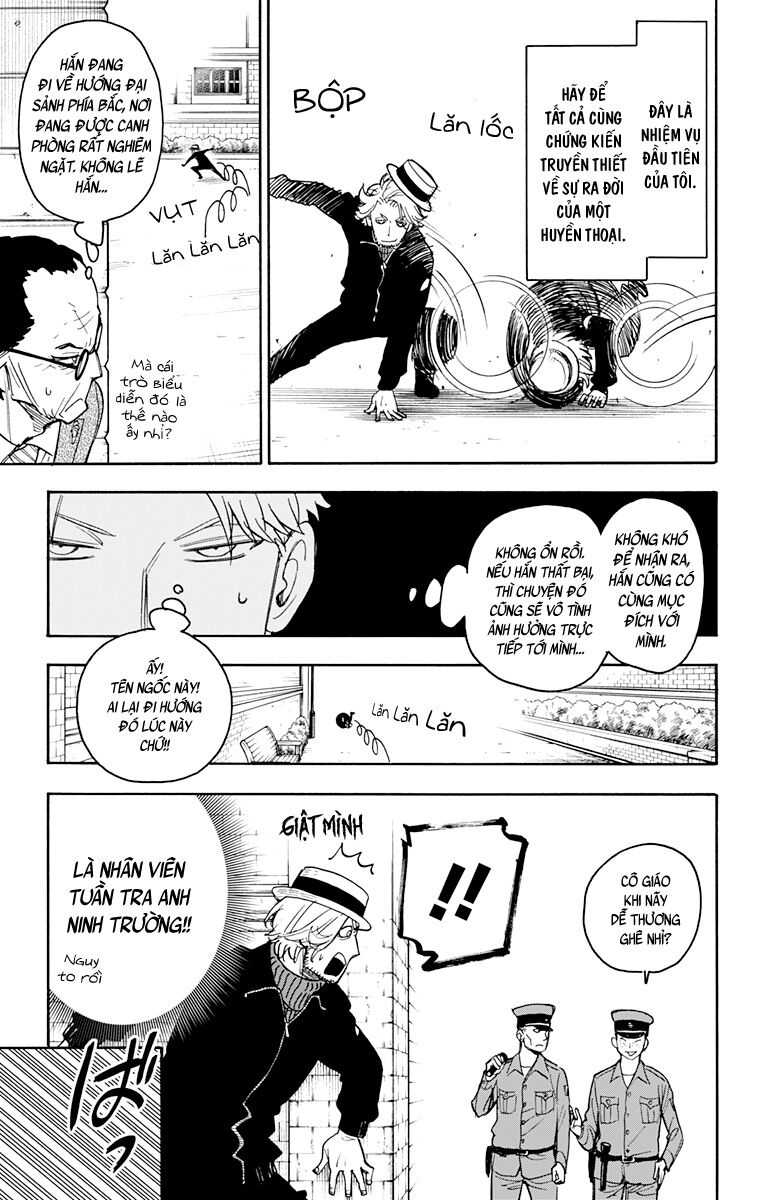 ĐÂY LÀ
NHIỆM VỤ
ĐẦU TIÊN
CỦA TÔI.
HÃY ĐỂ
TẤT CẢ CÙNG
CHỨNG KIẾN
TRUYỀN THIẾT
VỀ SỰ RA ĐỜI
CỦA MỘT
HUYỀN THOẠI.
BỘP
Lăn lốc
HẮN ĐANG
ĐI VỀ HƯỚNG ĐẠI
SẢNH PHÍA BẮC, NƠI
ĐANG ĐƯỢC CANH
PHÒNG RẤT NGHIÊM
NGẶT. KHÔNG LẼ
HẮN...
VỤT
Lăn Lăn Lăn
Mà cái
trò biểu
diễn đó là
thế nào
ấy nhỉ?
KHÔNG KHÓ
ĐỂ NHẬN RA,
HẮN CŨNG CÓ
CÙNG MỤC
ĐÍCH VỚI
MÌNH.
KHÔNG ỔN RỒI.
NẾU HẮN THẤT BẠI,
THÌ CHUYỆN ĐÓ
CŨNG SẼ VÔ TÌNH
ẢNH HƯỞNG TRỰC
TIẾP TỚI MÌNH...
ẤY!
TÊN NGỐC NÀY!
AI LẠI ĐI HƯỚNG
ĐÓ LÚC NÀY
CHỨ!!
Lăn Lăn Lăn
CÔ GIÁO
KHI NÃY
DỄ THƯƠNG
GHÊ NHỈ?
!!
GIẬT MÌNH
LÀ NHÂN VIÊN
TUẦN TRA ANH
NINH TRƯỜNG!!
Nguy
to rồi
ばっ